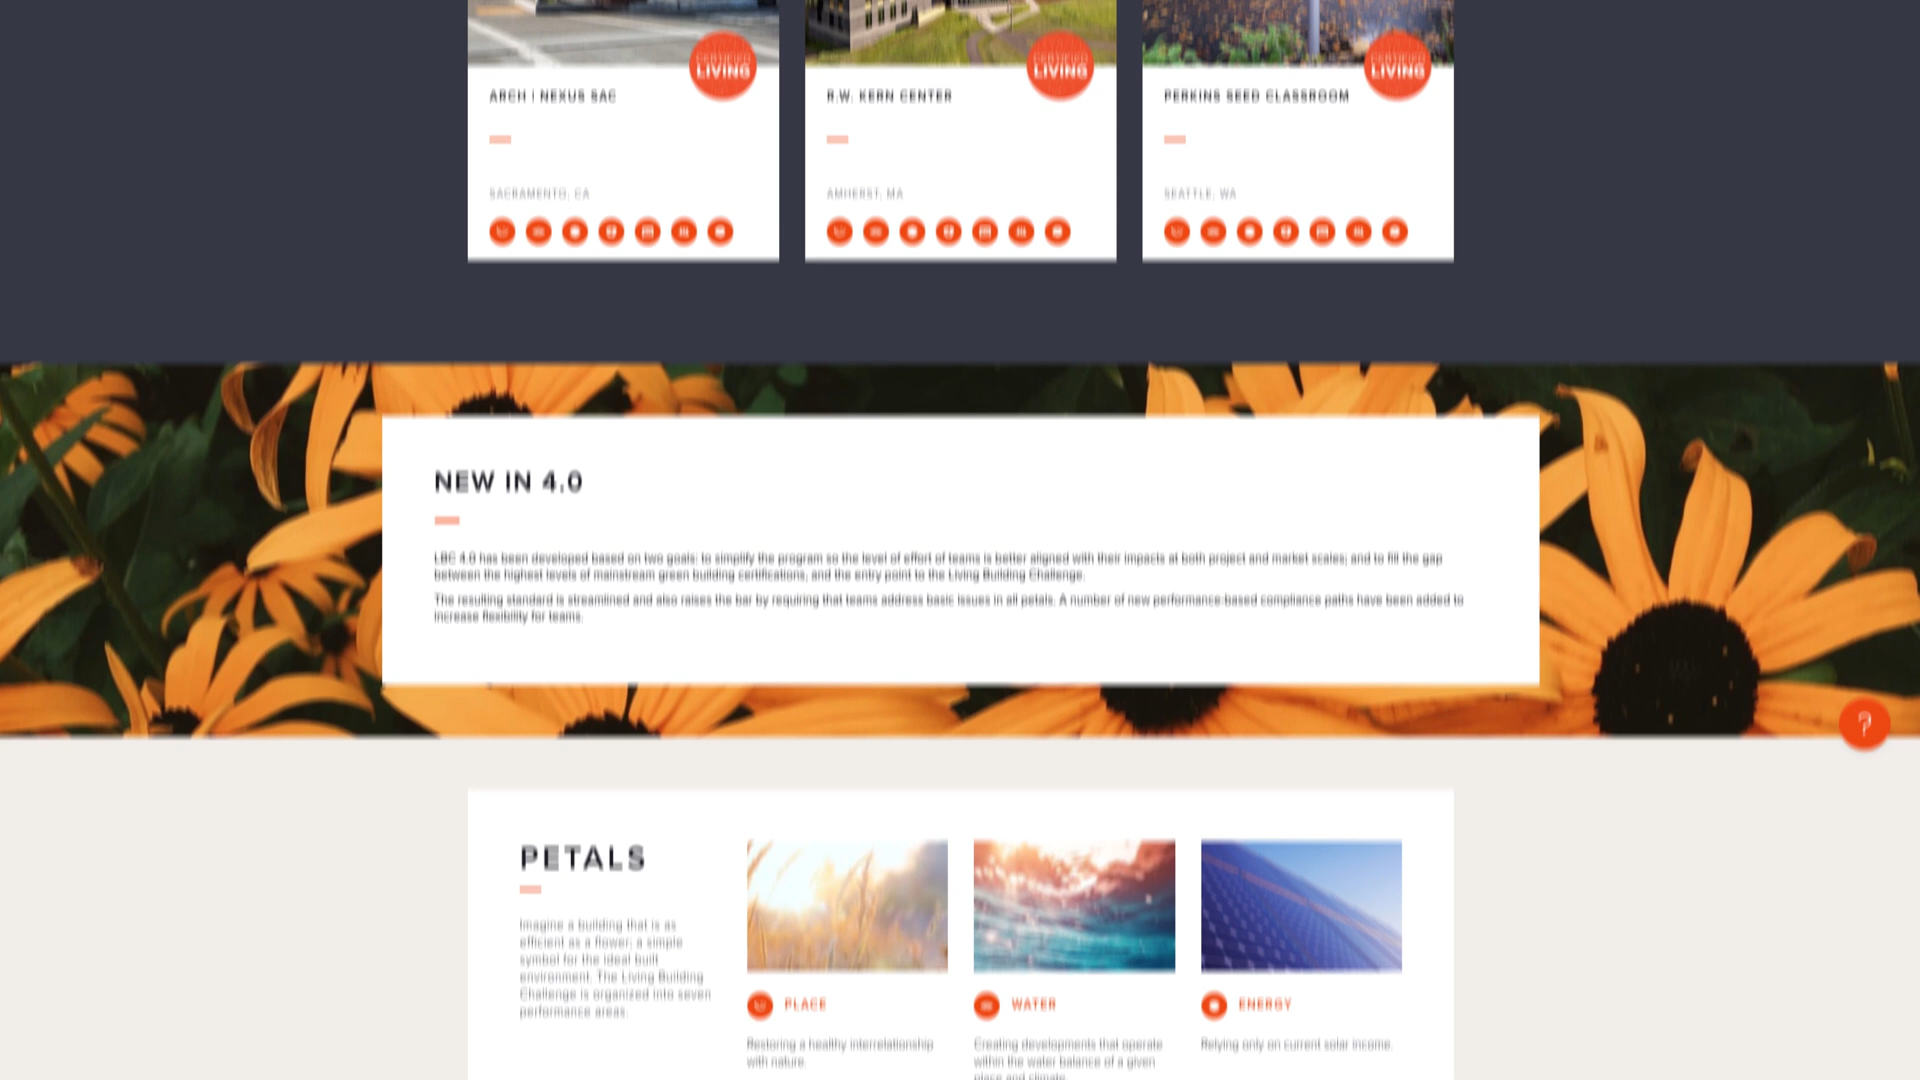 CERTIFIED
LIVING
CERTIFIED
LIVING
CERTIFIED
LIVING
ARCH | NEXUS SAC
R.W. KERN CENTER
PERKINS SEED CLASSROOM
SACRAMENTO, CA
AMHERST, MA
SEATTLE, WA
NEW IN 4.0
LBC 4.0 has been developed based on two goals: to simplify the program so the level of effort of teams is better aligned with their impacts at both project and market scales; and to fill the gap
between the highest levels of mainstream green building certifications, and the entry point to the Living Building Challenge.
The resulting standard is streamlined and also raises the bar by requiring that teams address basic issues in all petals. A number of new performance-based compliance paths have been added to
increase flexibility for teams.
?
PETALS
Imagine a building that is as
efficient as a flower; a simple
symbol for the ideal built
environment. The Living Building
Challenge is organized into seven
performance areas.
PLACE
Restoring a healthy interrelationship
with nature.
WATER
Creating developments that operate
within the water balance of a given
place and climate.
ENERGY
Relying only on current solar income.